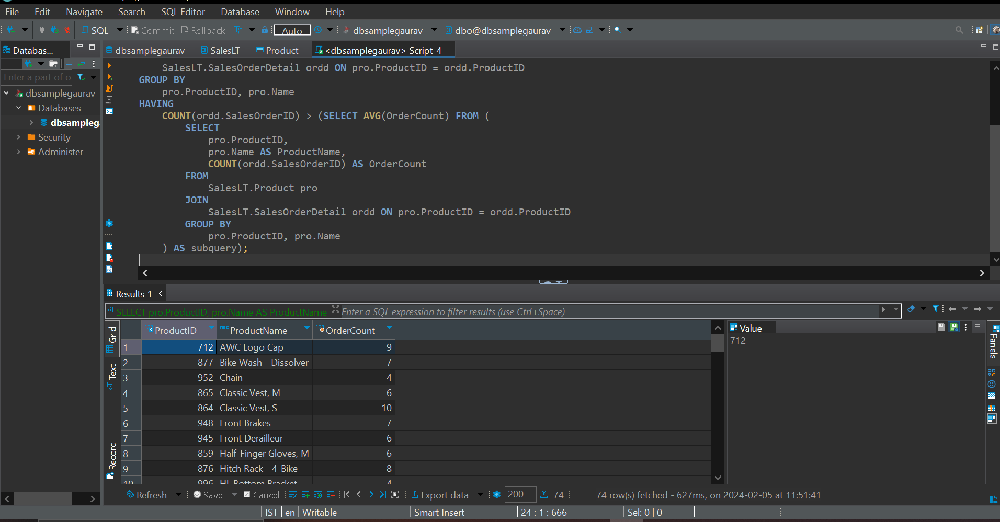 File Edit Navigate Search SQL Editor Database Window Help
SQL Commit Rollback Auto dbsamplegaurav dbo@dbsamplegaurav
Databas... dbsamplegaurav SalesLT Product <dbsamplegaurav> Script-4
Enter a part of o
dbsamplegaurav
Databases
dbsampleg
Security
Administer
SalesLT.SalesOrderDetail ordd ON pro.ProductID = ordd.ProductID
GROUP BY
pro.ProductID, pro.Name
HAVING
COUNT(ordd.SalesOrderID) > (SELECT AVG(OrderCount) FROM (
SELECT
pro.ProductID,
pro.Name AS ProductName,
COUNT(ordd.SalesOrderID) AS OrderCount
FROM
SalesLT.Product pro
JOIN
SalesLT.SalesOrderDetail ordd ON pro.ProductID = ordd.ProductID
GROUP BY
pro.ProductID, pro.Name
) AS subquery);
Results 1
SELECT pro.ProductID, pro.Name AS ProductName Enter a SQL expression to filter results (use Ctrl+Space)
Grid
Text
Record
ProductID ProductName OrderCount
1 712 AWC Logo Cap 9
2 877 Bike Wash - Dissolver 7
3 952 Chain 4
4 865 Classic Vest, M 6
5 864 Classic Vest, S 10
6 948 Front Brakes 7
7 945 Front Derailleur 6
8 859 Half-Finger Gloves, M 6
9 876 Hitch Rack - 4-Bike 8
10 996 HL Bottom Bracket 4
Value
712
Panels
Refresh Save Cancel Export data 200 74 74 row(s) fetched - 627ms, on 2024-02-05 at 11:51:41
IST en Writable Smart Insert 24 : 1 : 666 Sel: 0 | 0